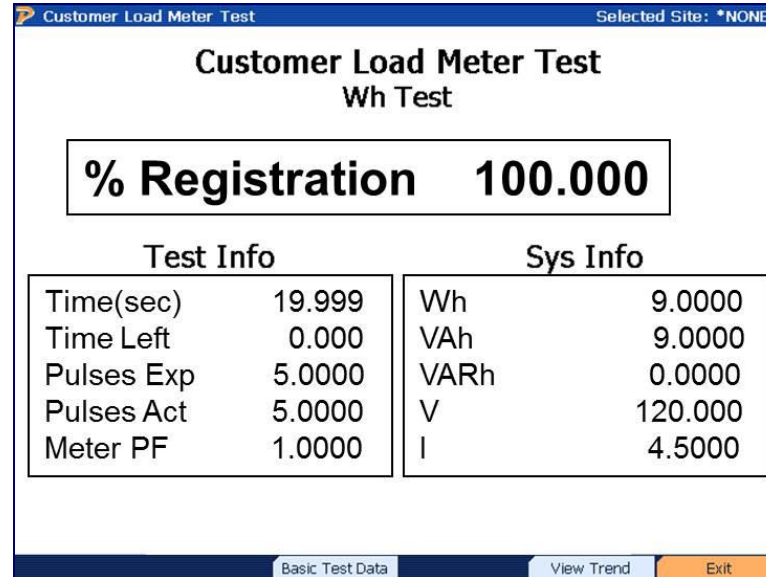 Customer Load Meter Test Selected Site: *NONE
Customer Load Meter Test
Wh Test
% Registration 100.000
Test Info
Time(sec) 19.999
Time Left 0.000
Pulses Exp 5.0000
Pulses Act 5.0000
Meter PF 1.0000
Sys Info
Wh 9.0000
VAh 9.0000
VARh 0.0000
V 120.000
I 4.5000
Basic Test Data View Trend Exit